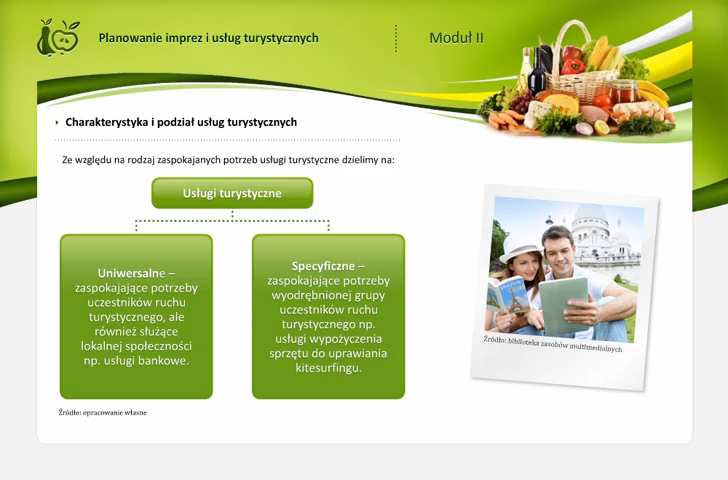 Planowanie imprez i usług turystycznych
Moduł II
Charakterystyka i podział usług turystycznych
Ze względu na rodzaj zaspokajanych potrzeb usługi turystyczne dzielimy na:
Usługi turystyczne
Uniwersalne –
zaspokajające potrzeby
uczestników ruchu
turystycznego, ale
również służące
lokalnej społeczności
np. usługi bankowe.
Specyficzne –
zaspokajające potrzeby
wyodrębnionej grupy
uczestników ruchu
turystycznego np.
usługi wypożyczenia
sprzętu do uprawiania
kitesurfingu.
Źródło: biblioteka zasobów multimedialnych
Źródło: opracowanie własne